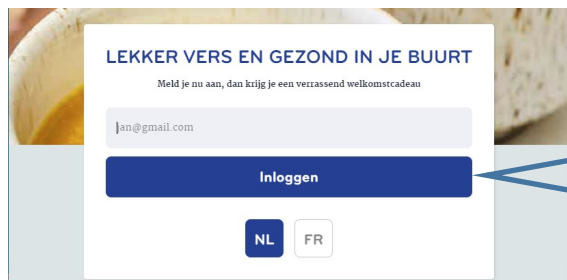 LEKKER VERS EN GEZOND IN JE BUURT
Meld je nu aan, dan krijg je een verrassend welkomstcadeau
jan@gmail.com
Inloggen
NL FR